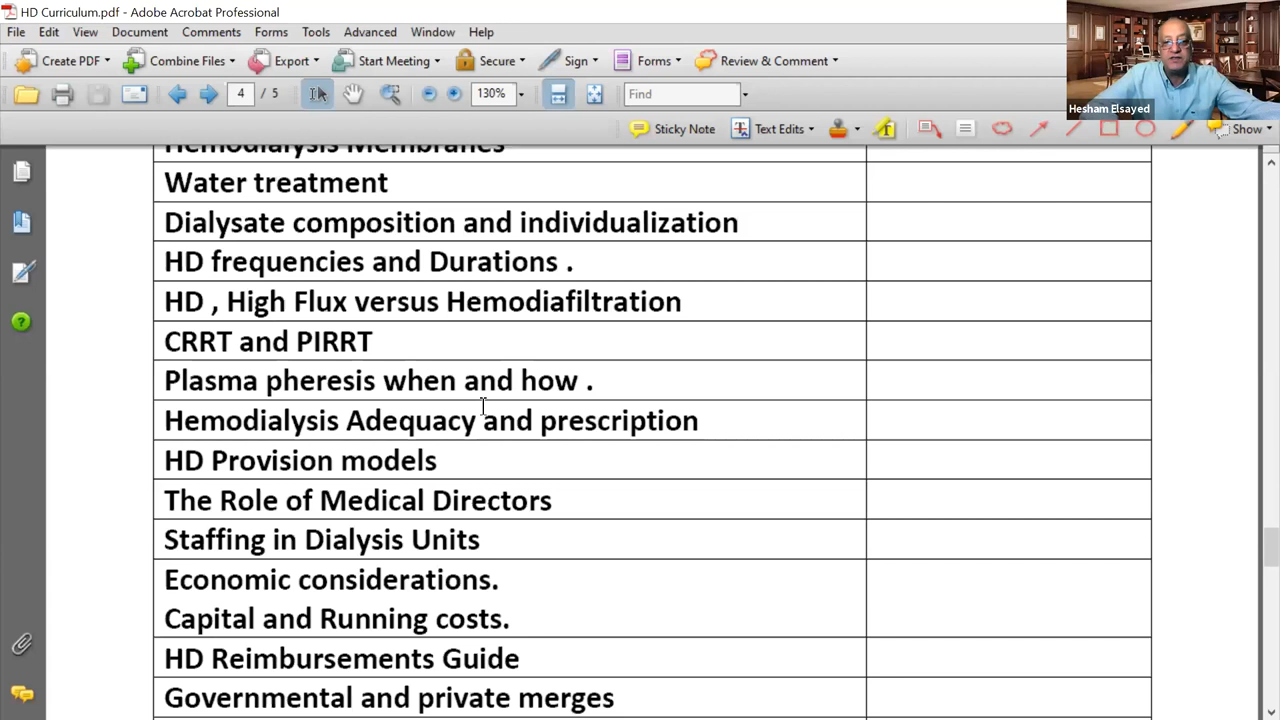 HD Curriculum.pdf - Adobe Acrobat Professional
File Edit View Document Comments Forms Tools Advanced Window Help
Create PDF Combine Files Export Start Meeting Secure Sign Forms Review & Comment
4 / 5 130% Find
Sticky Note Text Edits Show
Hesham Elsayed
Hemodialysis Membranes
Water treatment
Dialysate composition and individualization
HD frequencies and Durations .
HD , High Flux versus Hemodiafiltration
CRRT and PIRRT
Plasma pheresis when and how .
Hemodialysis Adequacy and prescription
HD Provision models
The Role of Medical Directors
Staffing in Dialysis Units
Economic considerations.
Capital and Running costs.
HD Reimbursements Guide
Governmental and private merges